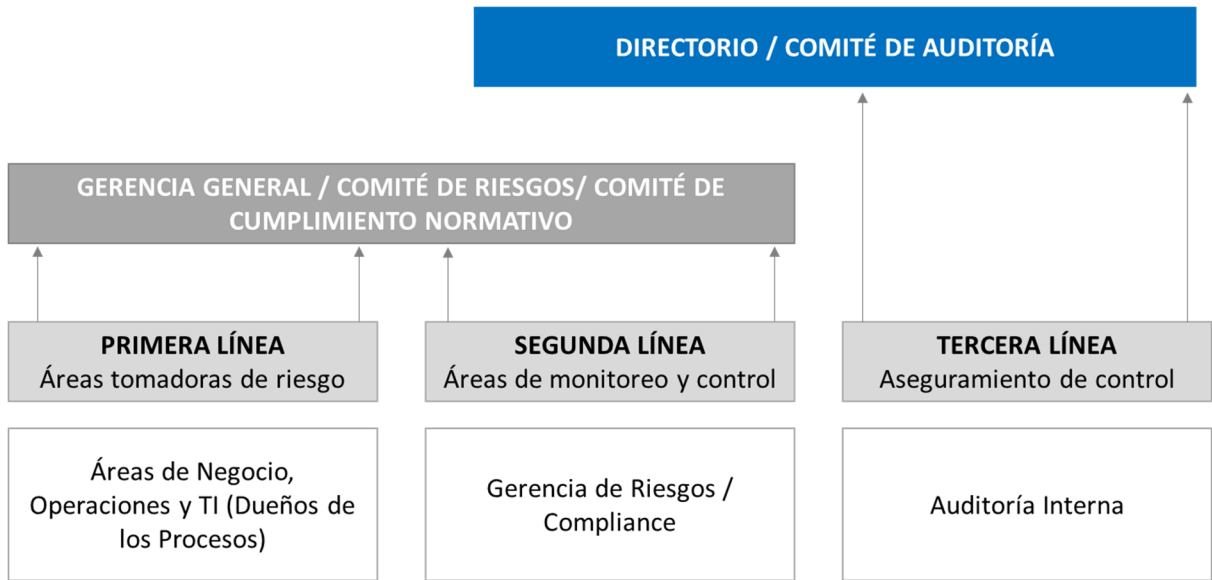 DIRECTORIO / COMITÉ DE AUDITORÍA
GERENCIA GENERAL / COMITÉ DE RIESGOS/ COMITÉ DE
CUMPLIMIENTO NORMATIVO
PRIMERA LÍNEA
Áreas tomadoras de riesgo
SEGUNDA LÍNEA
Áreas de monitoreo y control
TERCERA LÍNEA
Aseguramiento de control
Áreas de Negocio,
Operaciones y TI (Dueños de
los Procesos)
Gerencia de Riesgos /
Compliance
Auditoría Interna